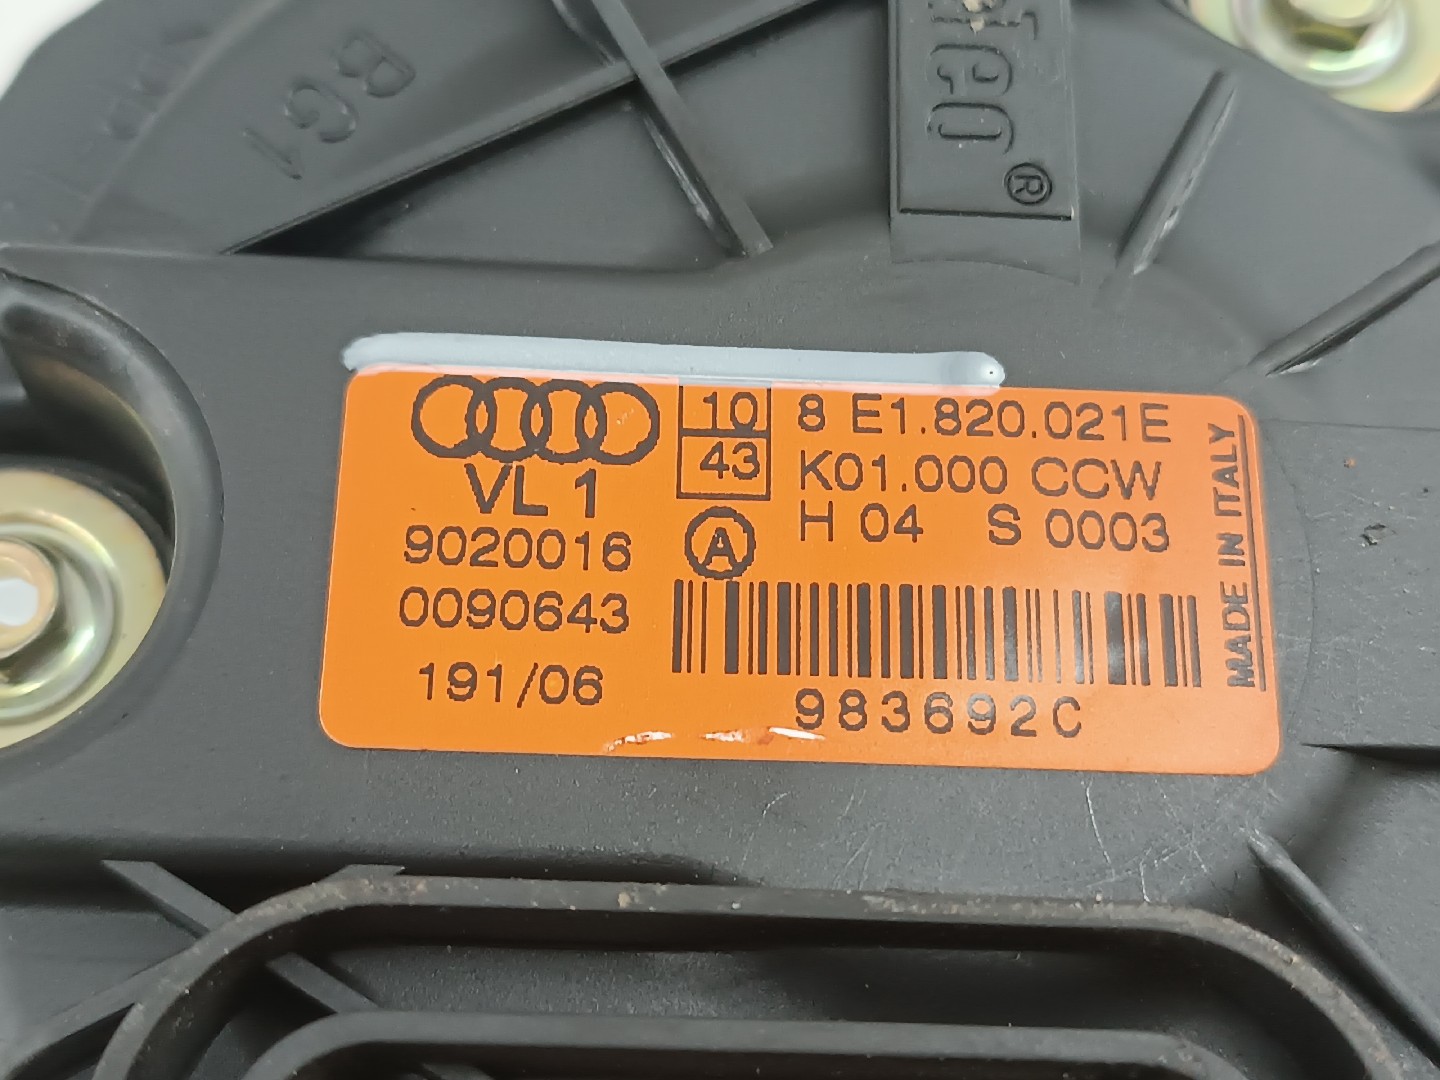 BG1
®
10
43
8 E1.820.021E
K01.000 CCW
H 04 S 0003
A
VL 1
9020016
0090643
191/06
983692C
MADE IN ITALY